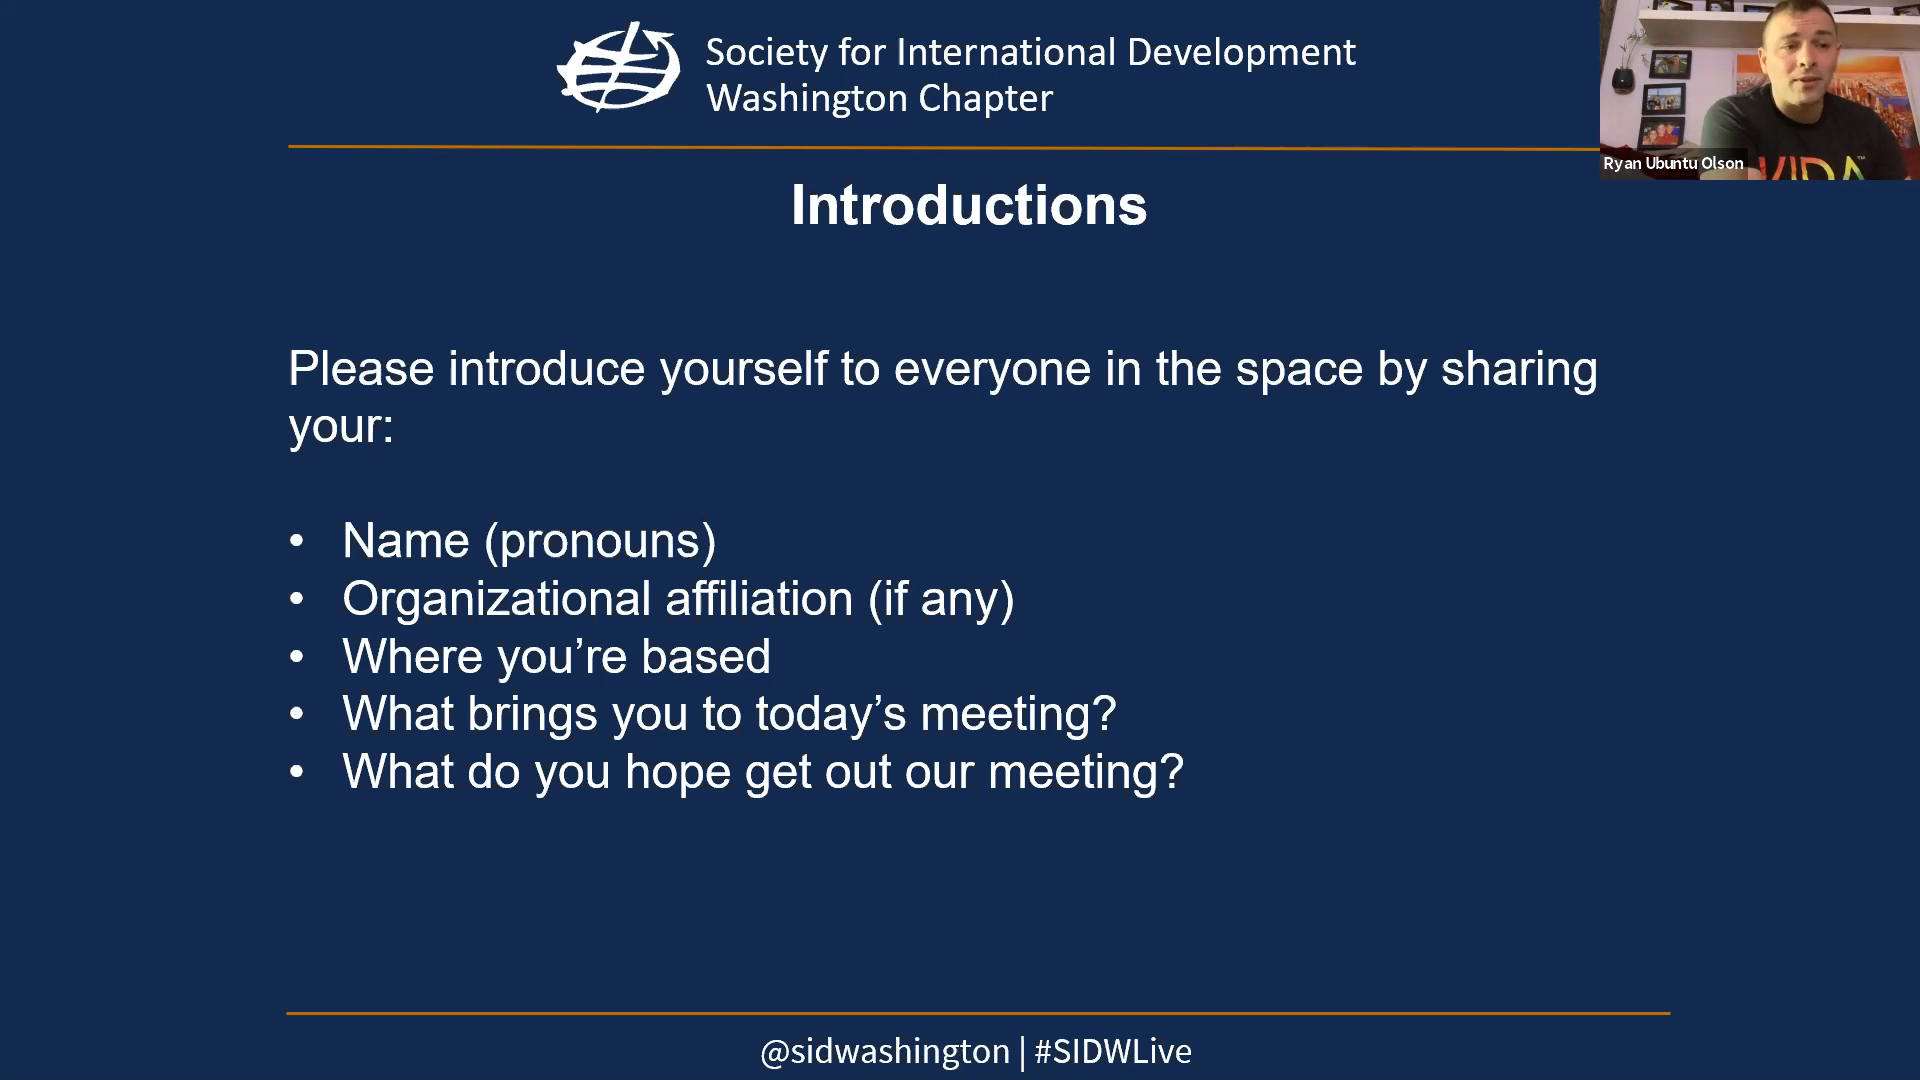 Society for International Development
Washington Chapter
Ryan Ubuntu Olson
Introductions
Please introduce yourself to everyone in the space by sharing
your:
• Name (pronouns)
• Organizational affiliation (if any)
• Where you’re based
• What brings you to today’s meeting?
• What do you hope get out our meeting?
@sidwashington | #SIDWLive